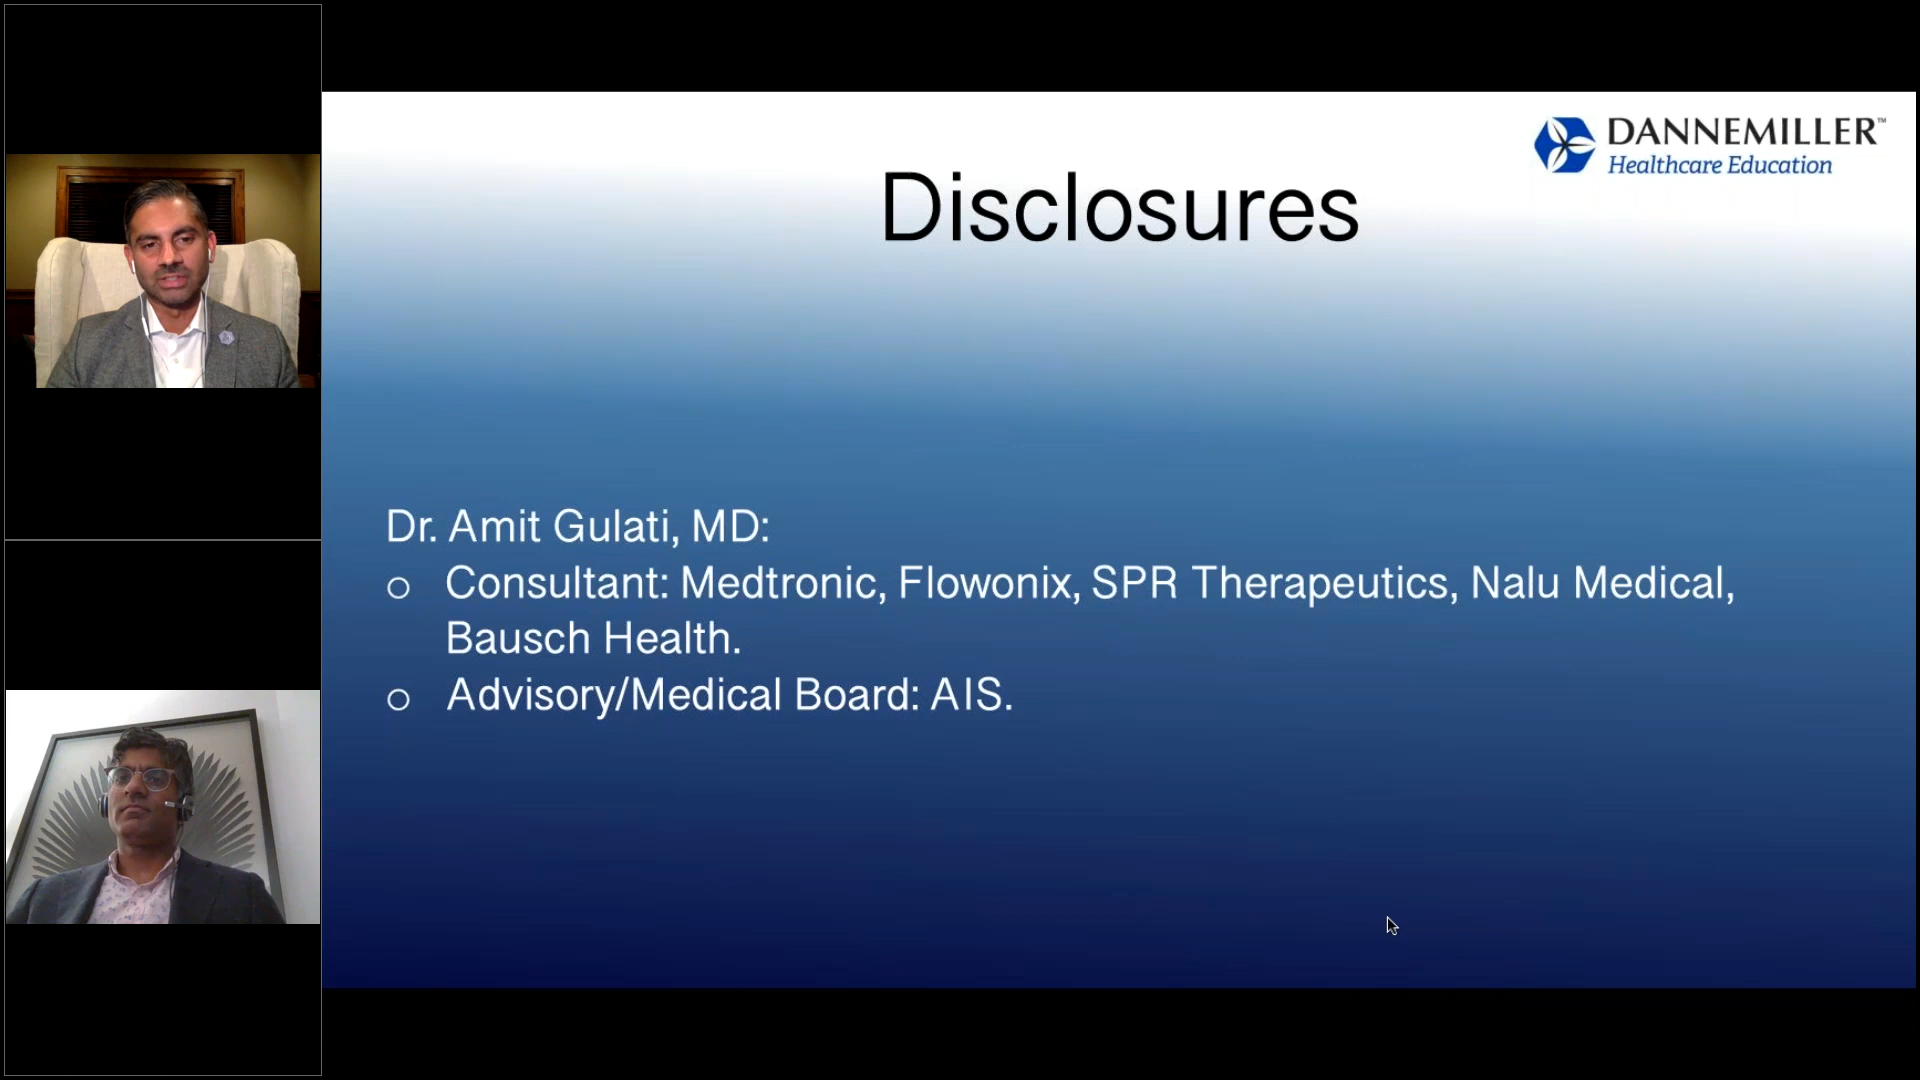 DANNEMILLER™
Healthcare Education
Disclosures
Dr. Amit Gulati, MD:
o Consultant: Medtronic, Flowonix, SPR Therapeutics, Nalu Medical,
Bausch Health.
o Advisory/Medical Board: AIS.